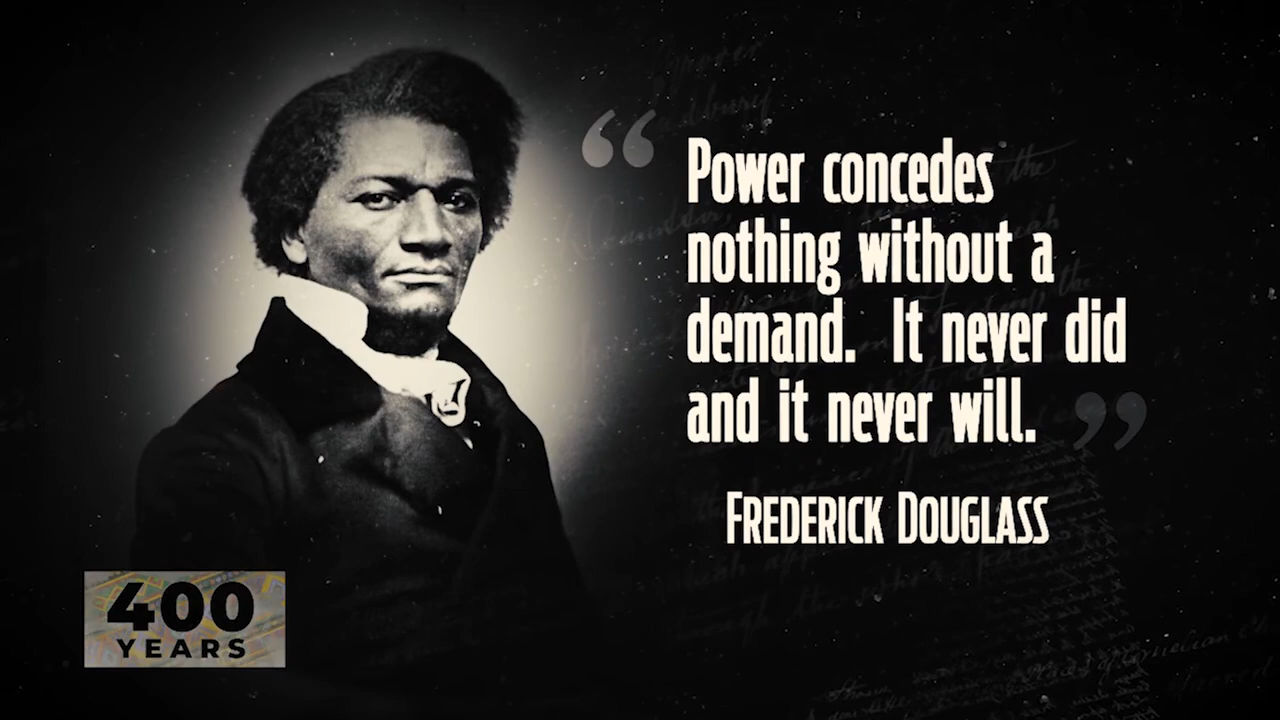 “Power concedes
nothing without a
demand. It never did
and it never will.”
FREDERICK DOUGLASS
400
YEARS